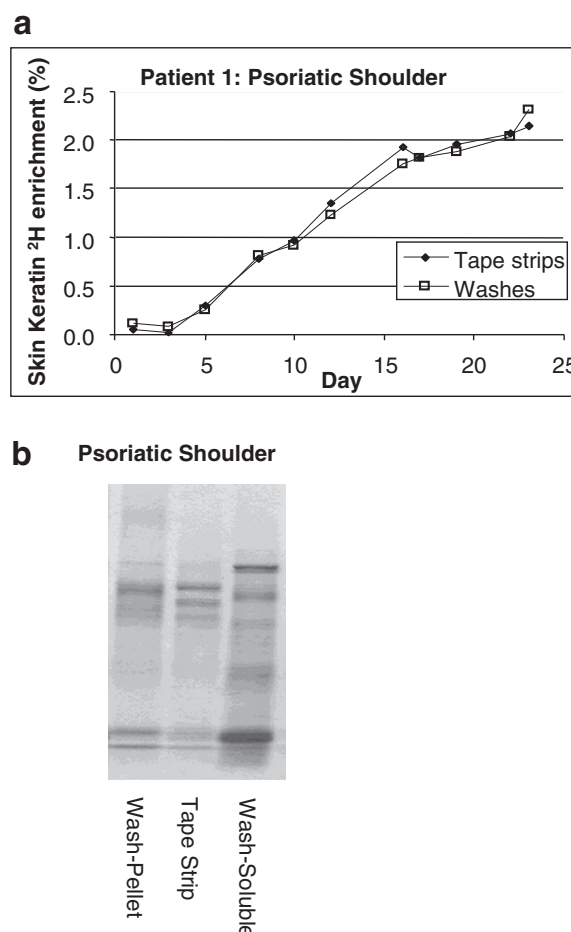 a
Patient 1: Psoriatic Shoulder
Skin Keratin ²H enrichment (%)
2.5
2.0
1.5
1.0
0.5
0.0
Tape strips
Washes
0 5 10 15 20 25
Day
b
Psoriatic Shoulder
Wash-Pellet
Tape Strip
Wash-Soluble